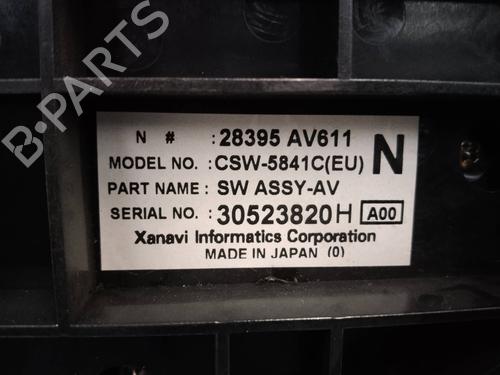 N #: 28395 AV611
MODEL NO.: CSW-5841C(EU) N
PART NAME: SW ASSY-AV
SERIAL NO.: 30523820H A00
Xanavi Informatics Corporation
MADE IN JAPAN (0)
B-PARTS